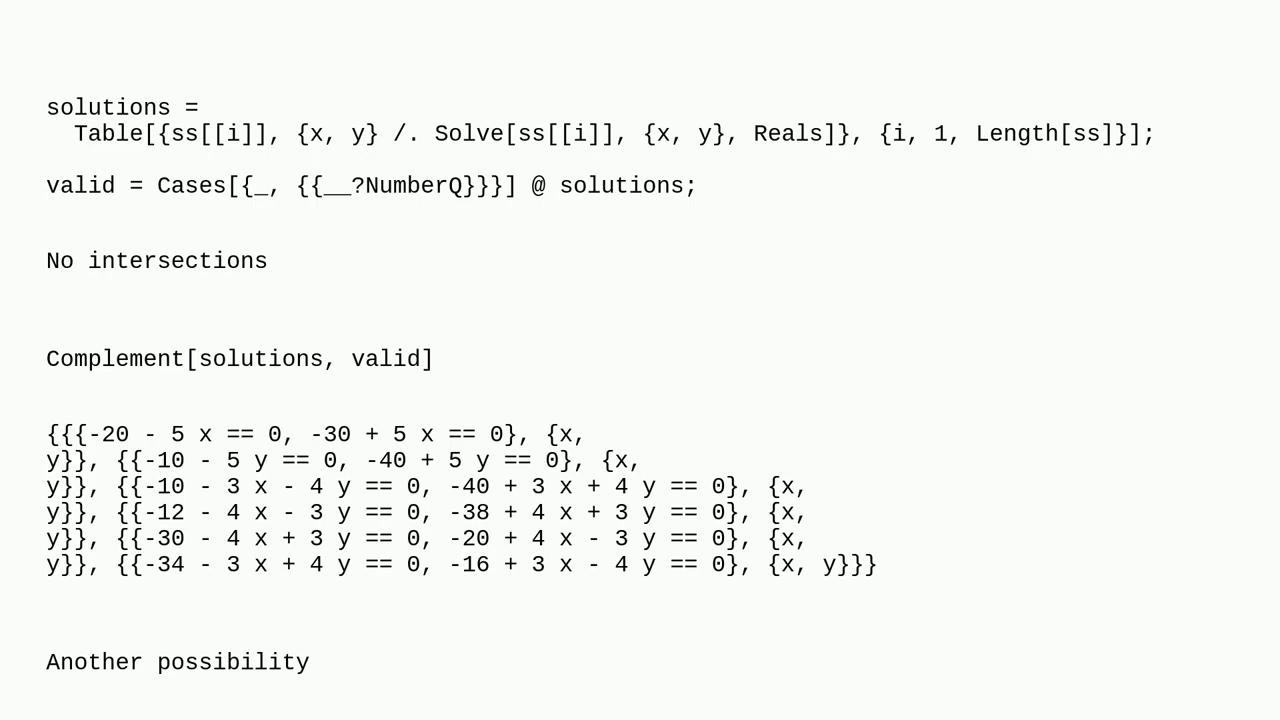 solutions =
Table[{ss[[i]], {x, y} /. Solve[ss[[i]], {x, y}, Reals]}, {i, 1, Length[ss]}];
valid = Cases[{_, {{__?NumberQ}}}] @ solutions;
No intersections
Complement[solutions, valid]
{{{-20 - 5 x == 0, -30 + 5 x == 0}, {x,
y}}, {{-10 - 5 y == 0, -40 + 5 y == 0}, {x,
y}}, {{-10 - 3 x - 4 y == 0, -40 + 3 x + 4 y == 0}, {x,
y}}, {{-12 - 4 x - 3 y == 0, -38 + 4 x + 3 y == 0}, {x,
y}}, {{-30 - 4 x + 3 y == 0, -20 + 4 x - 3 y == 0}, {x,
y}}, {{-34 - 3 x + 4 y == 0, -16 + 3 x - 4 y == 0}, {x, y}}}
Another possibility